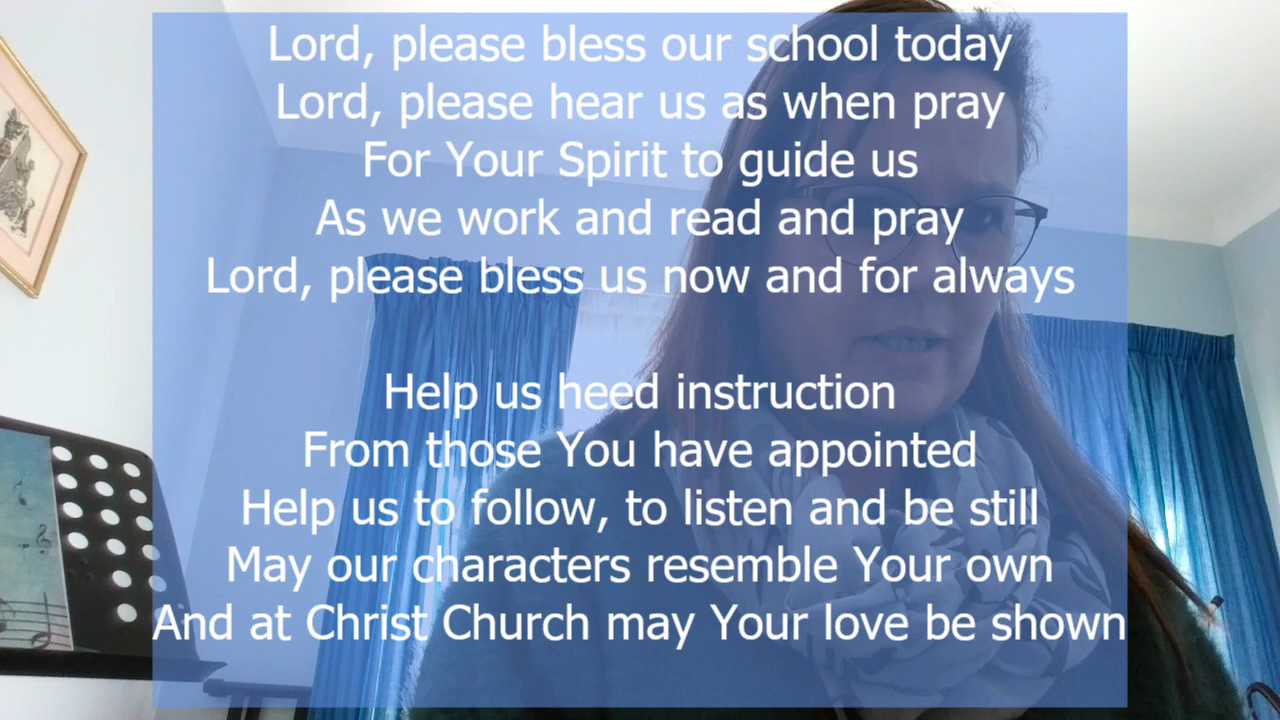 Lord, please bless our school today
Lord, please hear us as when pray
For Your Spirit to guide us
As we work and read and pray
Lord, please bless us now and for always
Help us heed instruction
From those You have appointed
Help us to follow, to listen and be still
May our characters resemble Your own
And at Christ Church may Your love be shown